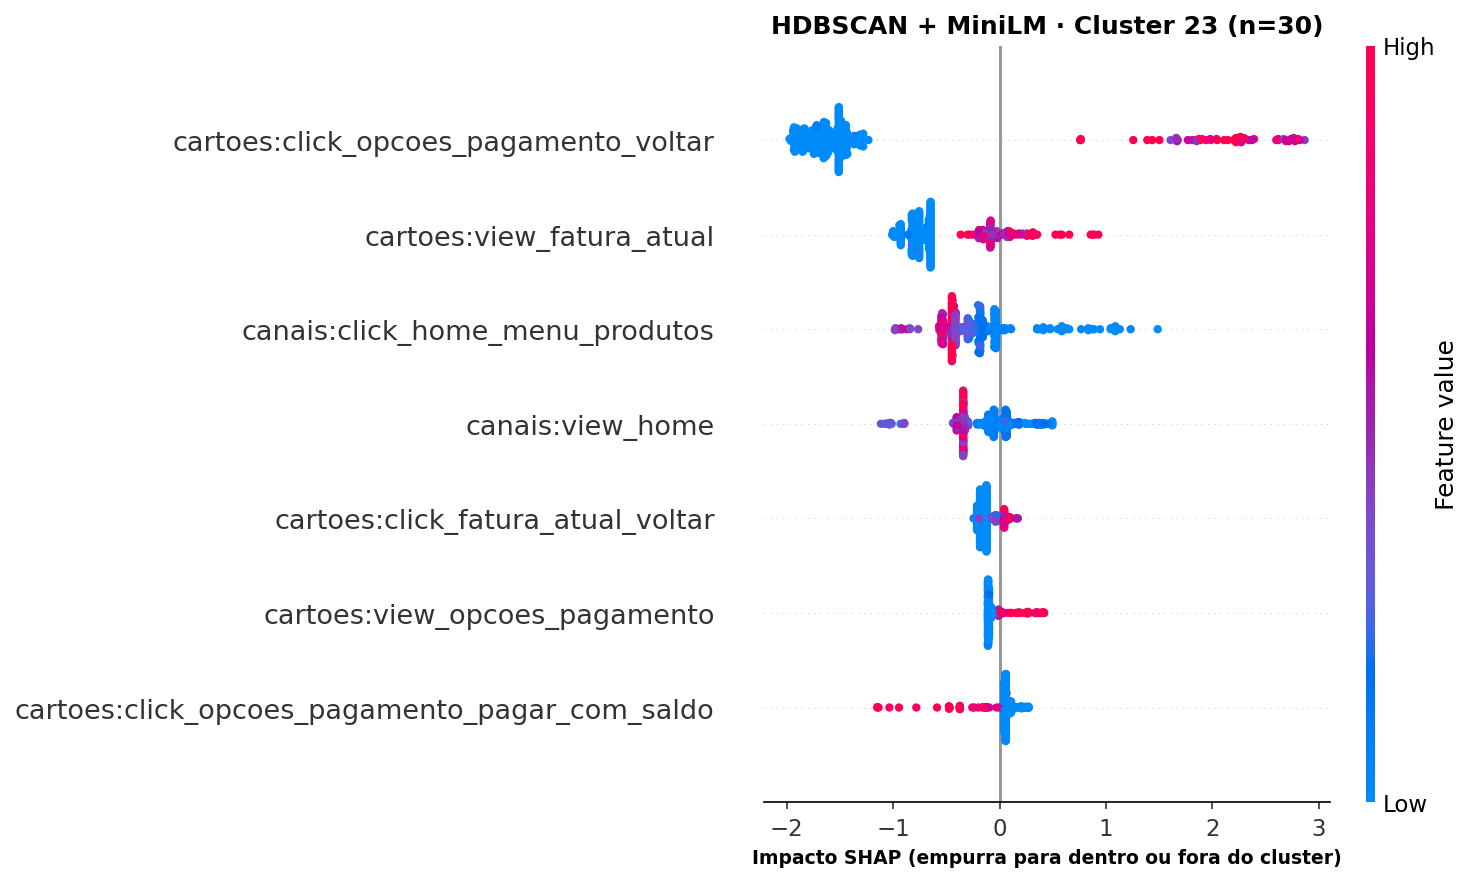 HDBSCAN + MiniLM · Cluster 23 (n=30)
High
cartoes:click_opcoes_pagamento_voltar
cartoes:view_fatura_atual
canais:click_home_menu_produtos
canais:view_home
cartoes:click_fatura_atual_voltar
cartoes:view_opcoes_pagamento
cartoes:click_opcoes_pagamento_pagar_com_saldo
Feature value
Low
−2 −1 0 1 2 3
Impacto SHAP (empurra para dentro ou fora do cluster)